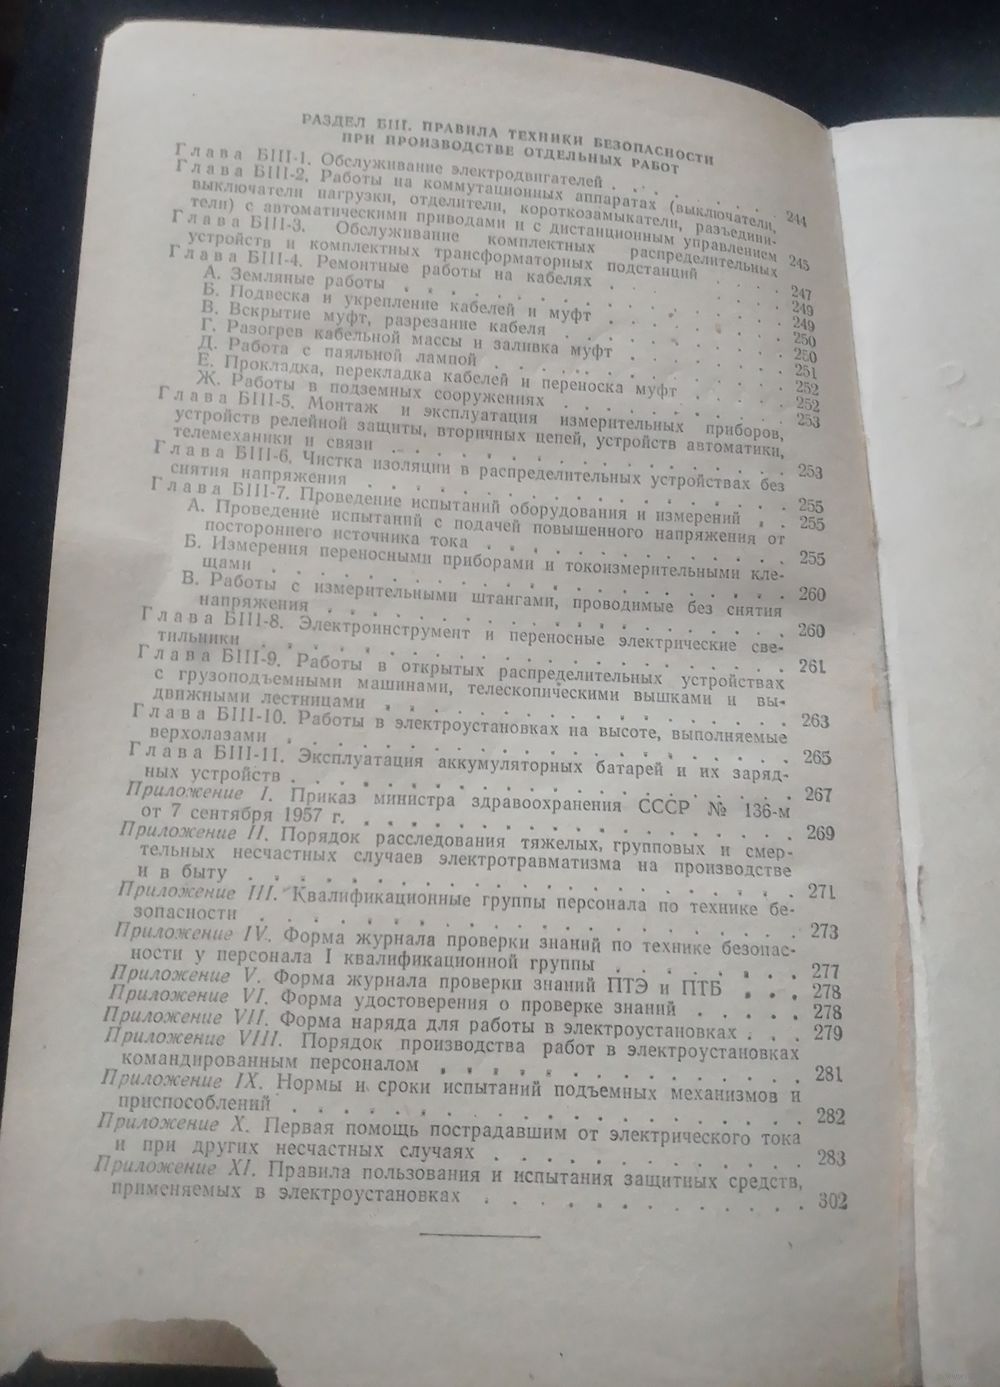 РАЗДЕЛ БIII. ПРАВИЛА ТЕХНИКИ БЕЗОПАСНОСТИ
ПРИ ПРОИЗВОДСТВЕ ОТДЕЛЬНЫХ РАБОТ
Глава БIII-1. Обслуживание электродвигателей . . . . . . . 244
Глава БIII-2. Работы на коммутационных аппаратах (выключатели,
выключатели нагрузки, отделители, короткозамыкатели, разъедини-
тели) с автоматическими приводами и с дистанционным управлением 245
Глава БIII-3. Обслуживание комплектных распределительных
устройств и комплектных трансформаторных подстанций . . . . 247
Глава БIII-4. Ремонтные работы на кабелях . . . . . . . 249
А. Земляные работы . . . . . . . . . . . 249
Б. Подвеска и укрепление кабелей и муфт . . . . . . 250
В. Вскрытие муфт, разрезание кабеля . . . . . . . 250
Г. Разогрев кабельной массы и заливка муфт . . . . . 251
Д. Работа с паяльной лампой . . . . . . . . . 252
Е. Прокладка, перекладка кабелей и переноска муфт . . . . 252
Ж. Работы в подземных сооружениях . . . . . . . 253
Глава БIII-5. Монтаж и эксплуатация измерительных приборов,
устройств релейной защиты, вторичных цепей, устройств автоматики,
телемеханики и связи . . . . . . . . . . . 253
Глава БIII-6. Чистка изоляции в распределительных устройствах без
снятия напряжения . . . . . . . . . . . . 255
Глава БIII-7. Проведение испытаний оборудования и измерений . . 255
А. Проведение испытаний с подачей повышенного напряжения от
постороннего источника тока . . . . . . . . . 255
Б. Измерения переносными приборами и токоизмерительными кле-
щами . . . . . . . . . . . . . . 260
В. Работы с измерительными штангами, проводимые без снятия
напряжения . . . . . . . . . . . . . 260
Глава БIII-8. Электроинструмент и переносные электрические све-
тильники . . . . . . . . . . . . . . 261
Глава БIII-9. Работы в открытых распределительных устройствах
с грузоподъемными машинами, телескопическими вышками и вы-
движными лестницами . . . . . . . . . . . 263
Глава БIII-10. Работы в электроустановках на высоте, выполняемые
верхолазами . . . . . . . . . . . . . 265
Глава БIII-11. Эксплуатация аккумуляторных батарей и их заряд-
ных устройств . . . . . . . . . . . . . 267
Приложение I. Приказ министра здравоохранения СССР № 136-м
от 7 сентября 1957 г. . . . . . . . . . . . 269
Приложение II. Порядок расследования тяжелых, групповых и смер-
тельных несчастных случаев электротравматизма на производстве
и в быту . . . . . . . . . . . . . . 271
Приложение III. Квалификационные группы персонала по технике бе-
зопасности . . . . . . . . . . . . . . 273
Приложение IV. Форма журнала проверки знаний по технике безопас-
ности у персонала I квалификационной группы . . . . . . 277
Приложение V. Форма журнала проверки знаний ПТЭ и ПТБ . . . 278
Приложение VI. Форма удостоверения о проверке знаний . . . . . 278
Приложение VII. Форма наряда для работы в электроустановках . . . 279
Приложение VIII. Порядок производства работ в электроустановках
командированным персоналом . . . . . . . . . . 281
Приложение IX. Нормы и сроки испытаний подъемных механизмов и
приспособлений . . . . . . . . . . . . . 282
Приложение X. Первая помощь пострадавшим от электрического тока
и при других несчастных случаях . . . . . . . . . 283
Приложение XI. Правила пользования и испытания защитных средств,
применяемых в электроустановках . . . . . . . . . 302